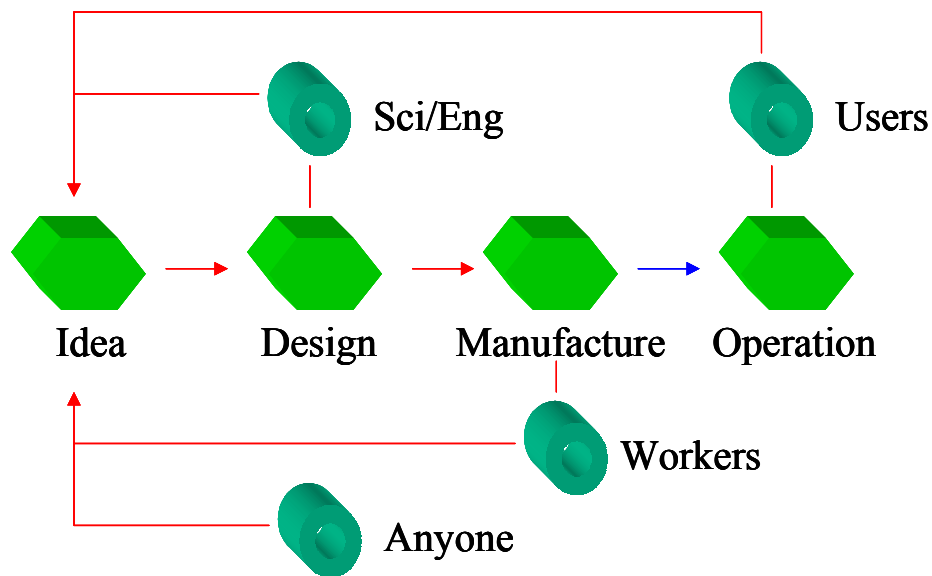 Sci/Eng
Users
Idea
Design
Manufacture
Operation
Workers
Anyone